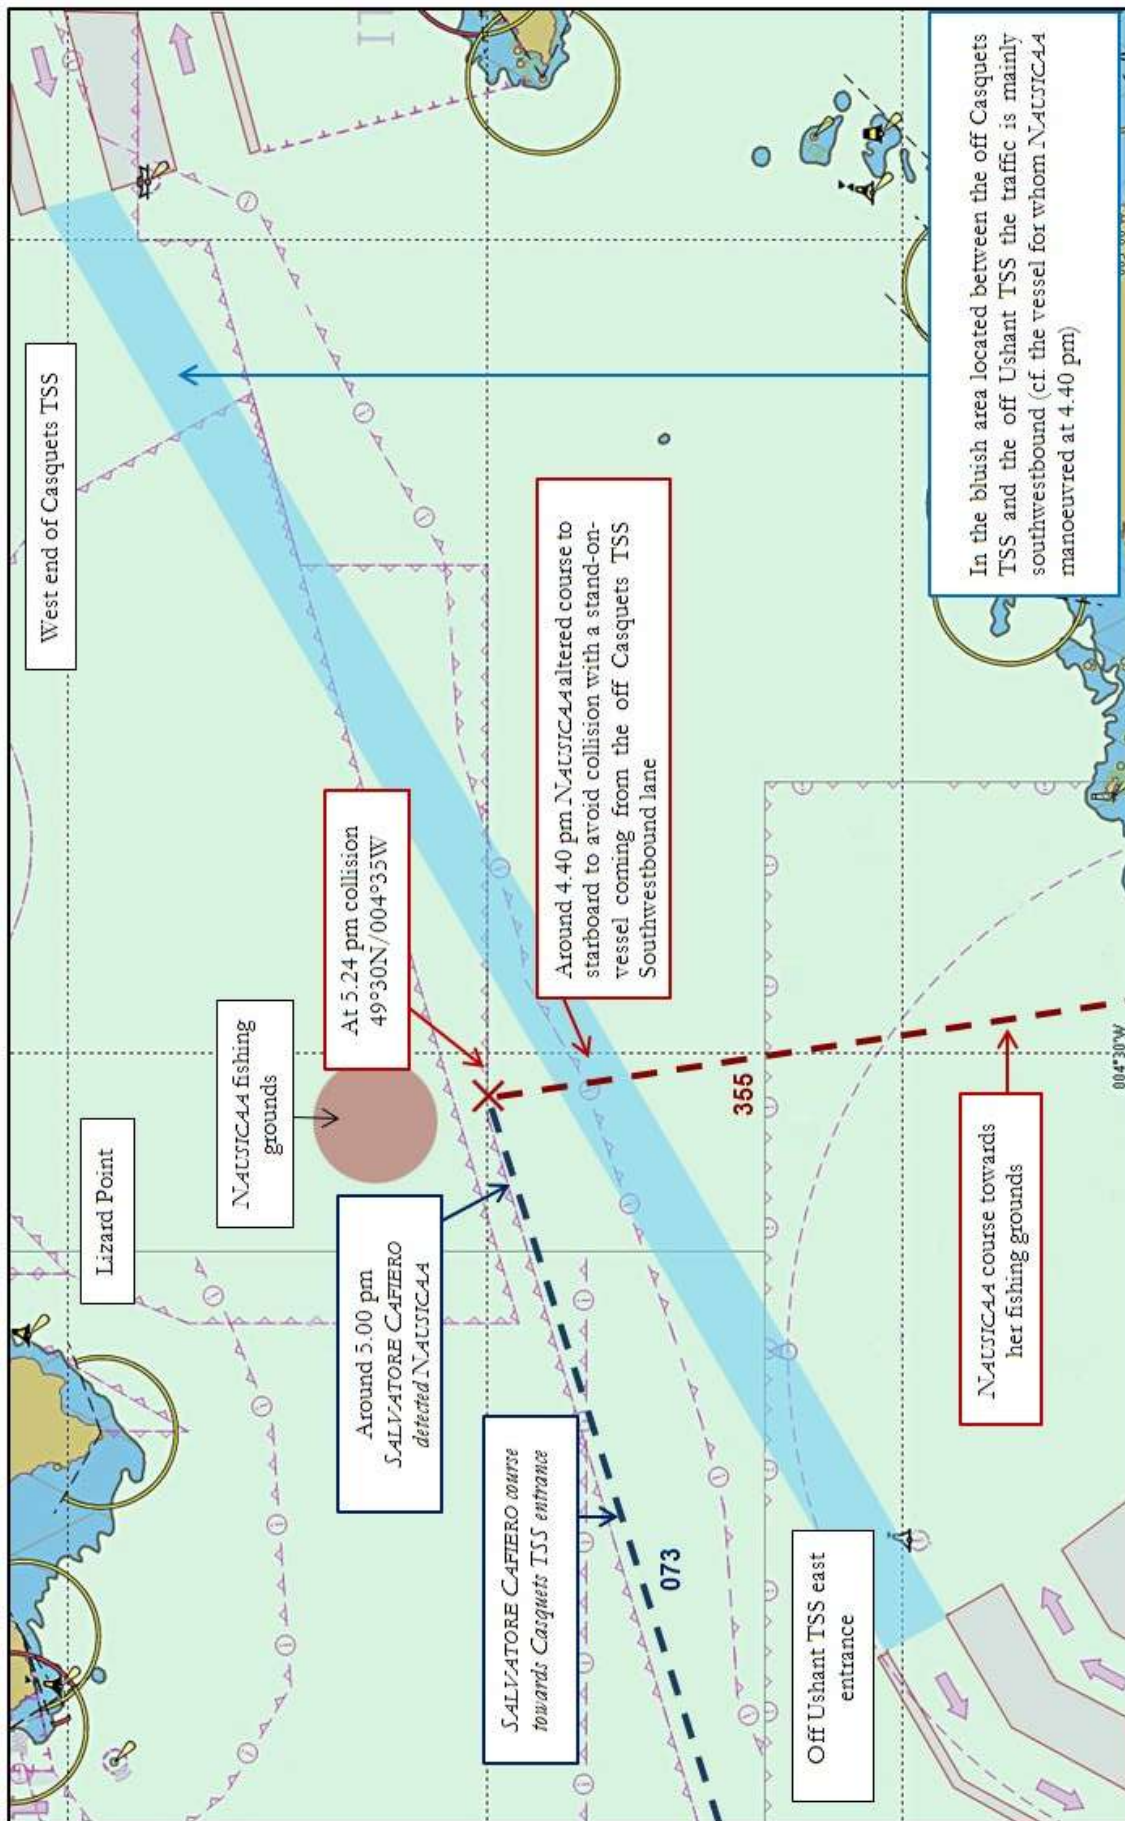 West end of Casquets TSS
Lizard Point
NAUSICAA fishing
grounds
At 5.24 pm collision
49°30N/004°35W
Around 5.00 pm
SALVATORE CAFIERO
detected NAUSICAA
SALVATORE CAFIERO course
towards Casquets TSS entrance
073
Around 4.40 pm NAUSICAA altered course to
starboard to avoid collision with a stand-on-
vessel coming from the off Casquets TSS
Southwestbound lane
355
Off Ushant TSS east
entrance
NAUSICAA course towards
her fishing grounds
In the bluish area located between the off Casquets
TSS and the off Ushant TSS the traffic is mainly
southwestbound (cf. the vessel for whom NAUSICAA
manoeuvred at 4.40 pm)
004°30'W